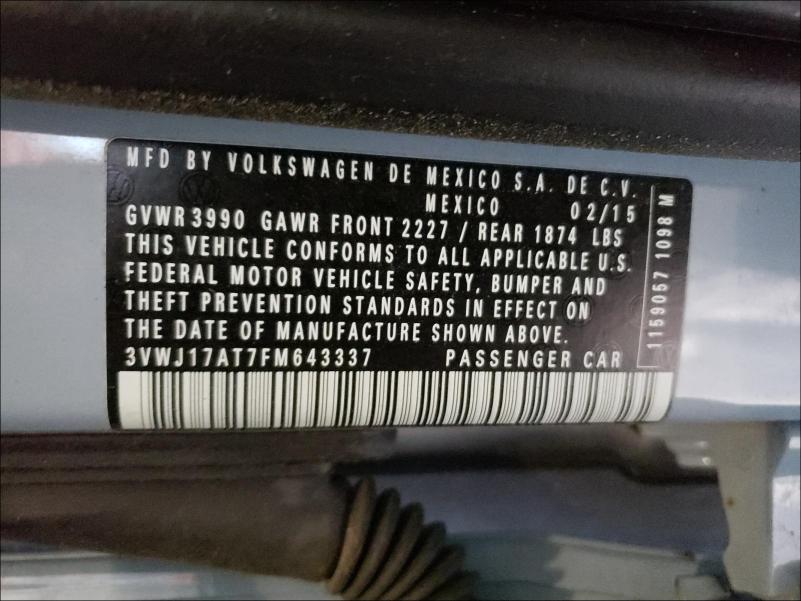 MFD BY VOLKSWAGEN DE MEXICO S.A. DE C.V.
MEXICO 02/15
GVWR 3990 GAWR FRONT 2227 / REAR 1874 LBS
THIS VEHICLE CONFORMS TO ALL APPLICABLE U.S.
FEDERAL MOTOR VEHICLE SAFETY, BUMPER AND
THEFT PREVENTION STANDARDS IN EFFECT ON
THE DATE OF MANUFACTURE SHOWN ABOVE.
3VWJ17AT7FM643337 PASSENGER CAR
1159057 1098 M